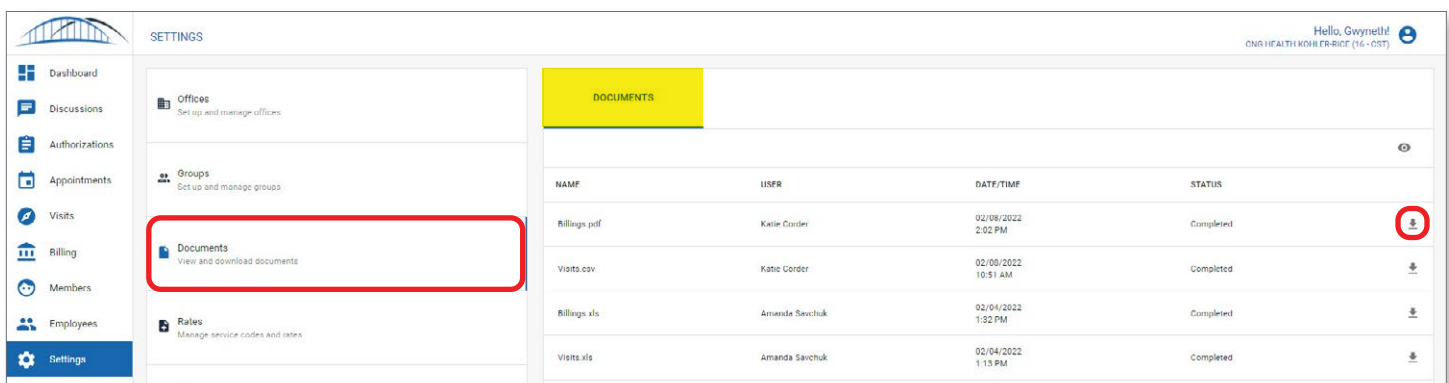 SETTINGS
Hello, Gwyneth!
ONG HEALTH KOHLER-RICE (16 - CST)
Dashboard
Discussions
Authorizations
Appointments
Visits
Billing
Members
Employees
Settings
Offices
Set up and manage offices
Groups
Set up and manage groups
Documents
View and download documents
Rates
Manage service codes and rates
DOCUMENTS
NAME USER DATE/TIME STATUS
Billings.pdf Katie Corder 02/08/2022 2:02 PM Completed
Visits.csv Katie Corder 02/08/2022 10:51 AM Completed
Billings.xls Amanda Savchuk 02/04/2022 1:32 PM Completed
Visits.xls Amanda Savchuk 02/04/2022 1:13 PM Completed